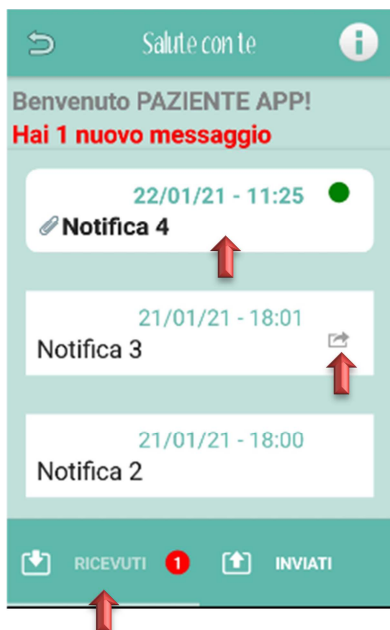 Salute con te
Benvenuto PAZIENTE APP!
Hai 1 nuovo messaggio
22/01/21 - 11:25
Notifica 4
21/01/21 - 18:01
Notifica 3
21/01/21 - 18:00
Notifica 2
RICEVUTI 1 INVIATI